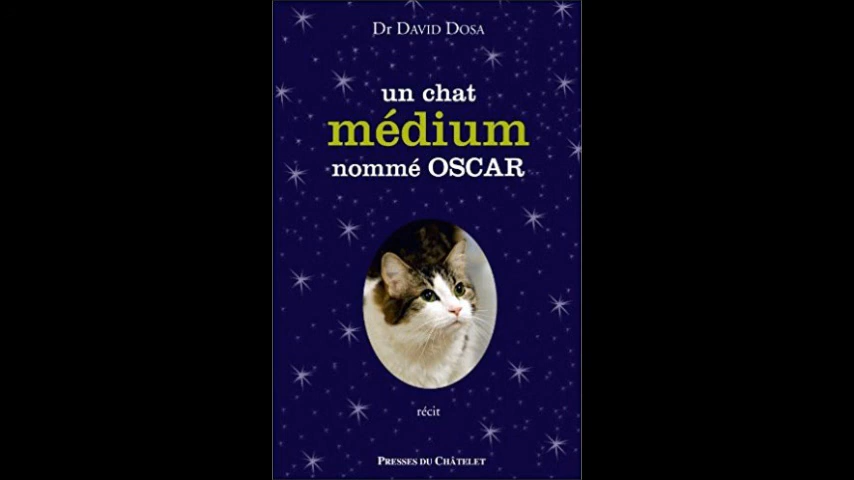 Dr DAVID DOSA
un chat
médium
nommé OSCAR
récit
PRESSES DU CHÂTELET